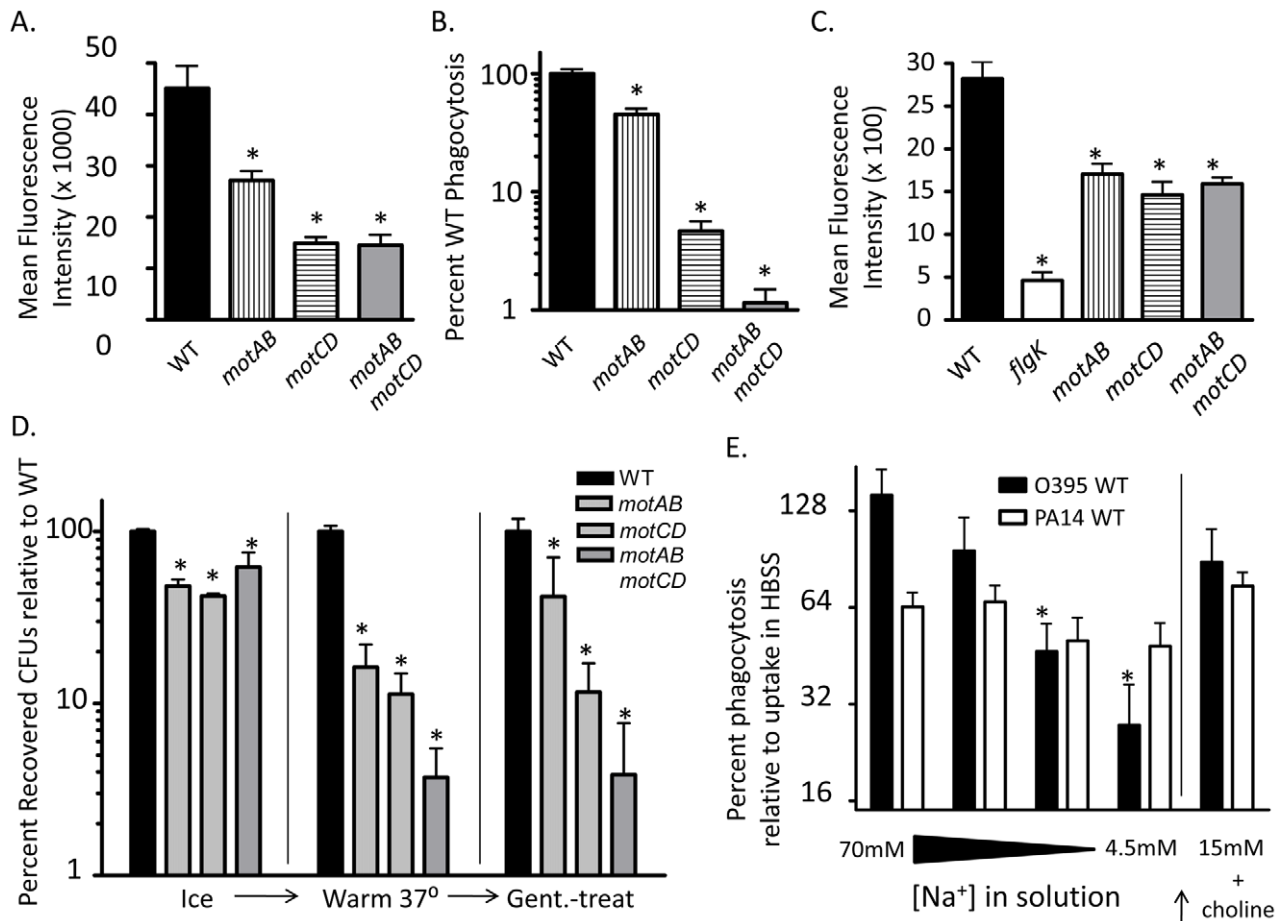 A.
Mean Fluorescence
Intensity (x 1000)
50
40
30
20
10
0
*
*
*
WT
motAB
motCD
motAB
motCD
B.
Percent WT Phagocytosis
100
10
1
*
*
*
WT
motAB
motCD
motAB
motCD
C.
Mean Fluorescence
Intensity (x 100)
30
25
20
15
10
5
0
*
*
*
*
WT
flgK
motAB
motCD
motAB
motCD
D.
Percent Recovered CFUs relative to WT
100
10
1
WT
motAB
motCD
motAB
motCD
*
*
*
*
*
*
*
*
*
Ice
Warm 37º
Gent.-treat
E.
Percent phagocytosis
relative to uptake in HBSS
128
64
32
16
O395 WT
PA14 WT
*
*
70mM
4.5mM
15mM
+
choline
[Na⁺] in solution